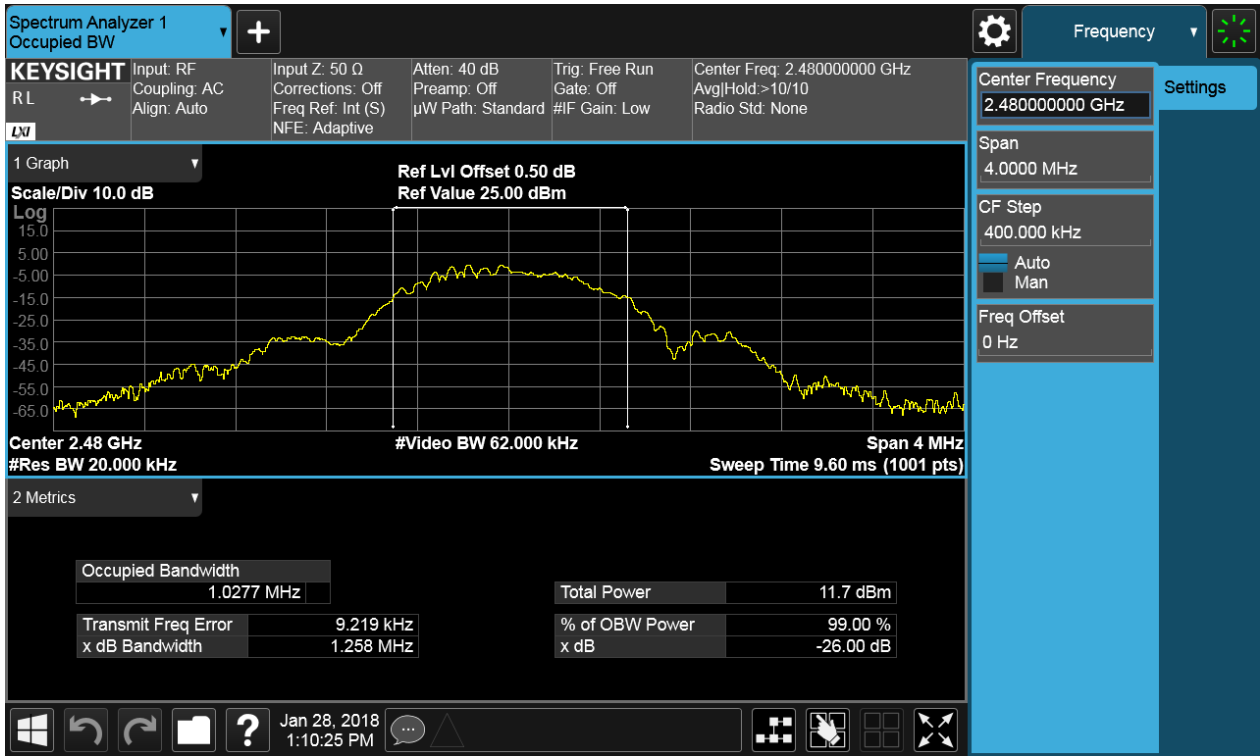 Spectrum Analyzer 1
Occupied BW
+
Frequency
KEYSIGHT
R L
LXI
Input: RF
Coupling: AC
Align: Auto
Input Z: 50 Ω
Corrections: Off
Freq Ref: Int (S)
NFE: Adaptive
Atten: 40 dB
Preamp: Off
µW Path: Standard
Trig: Free Run
Gate: Off
#IF Gain: Low
Center Freq: 2.480000000 GHz
Avg|Hold:>10/10
Radio Std: None
Center Frequency
2.480000000 GHz
Settings
Span
4.0000 MHz
CF Step
400.000 kHz
Auto
Man
Freq Offset
0 Hz
1 Graph
Scale/Div 10.0 dB
Ref Lvl Offset 0.50 dB
Ref Value 25.00 dBm
Log
15.0
5.00
-5.00
-15.0
-25.0
-35.0
-45.0
-55.0
-65.0
Center 2.48 GHz
#Video BW 62.000 kHz
Span 4 MHz
#Res BW 20.000 kHz
Sweep Time 9.60 ms (1001 pts)
2 Metrics
Occupied Bandwidth
1.0277 MHz
Total Power 11.7 dBm
Transmit Freq Error 9.219 kHz
% of OBW Power 99.00 %
x dB Bandwidth 1.258 MHz
x dB -26.00 dB
?
Jan 28, 2018
1:10:25 PM